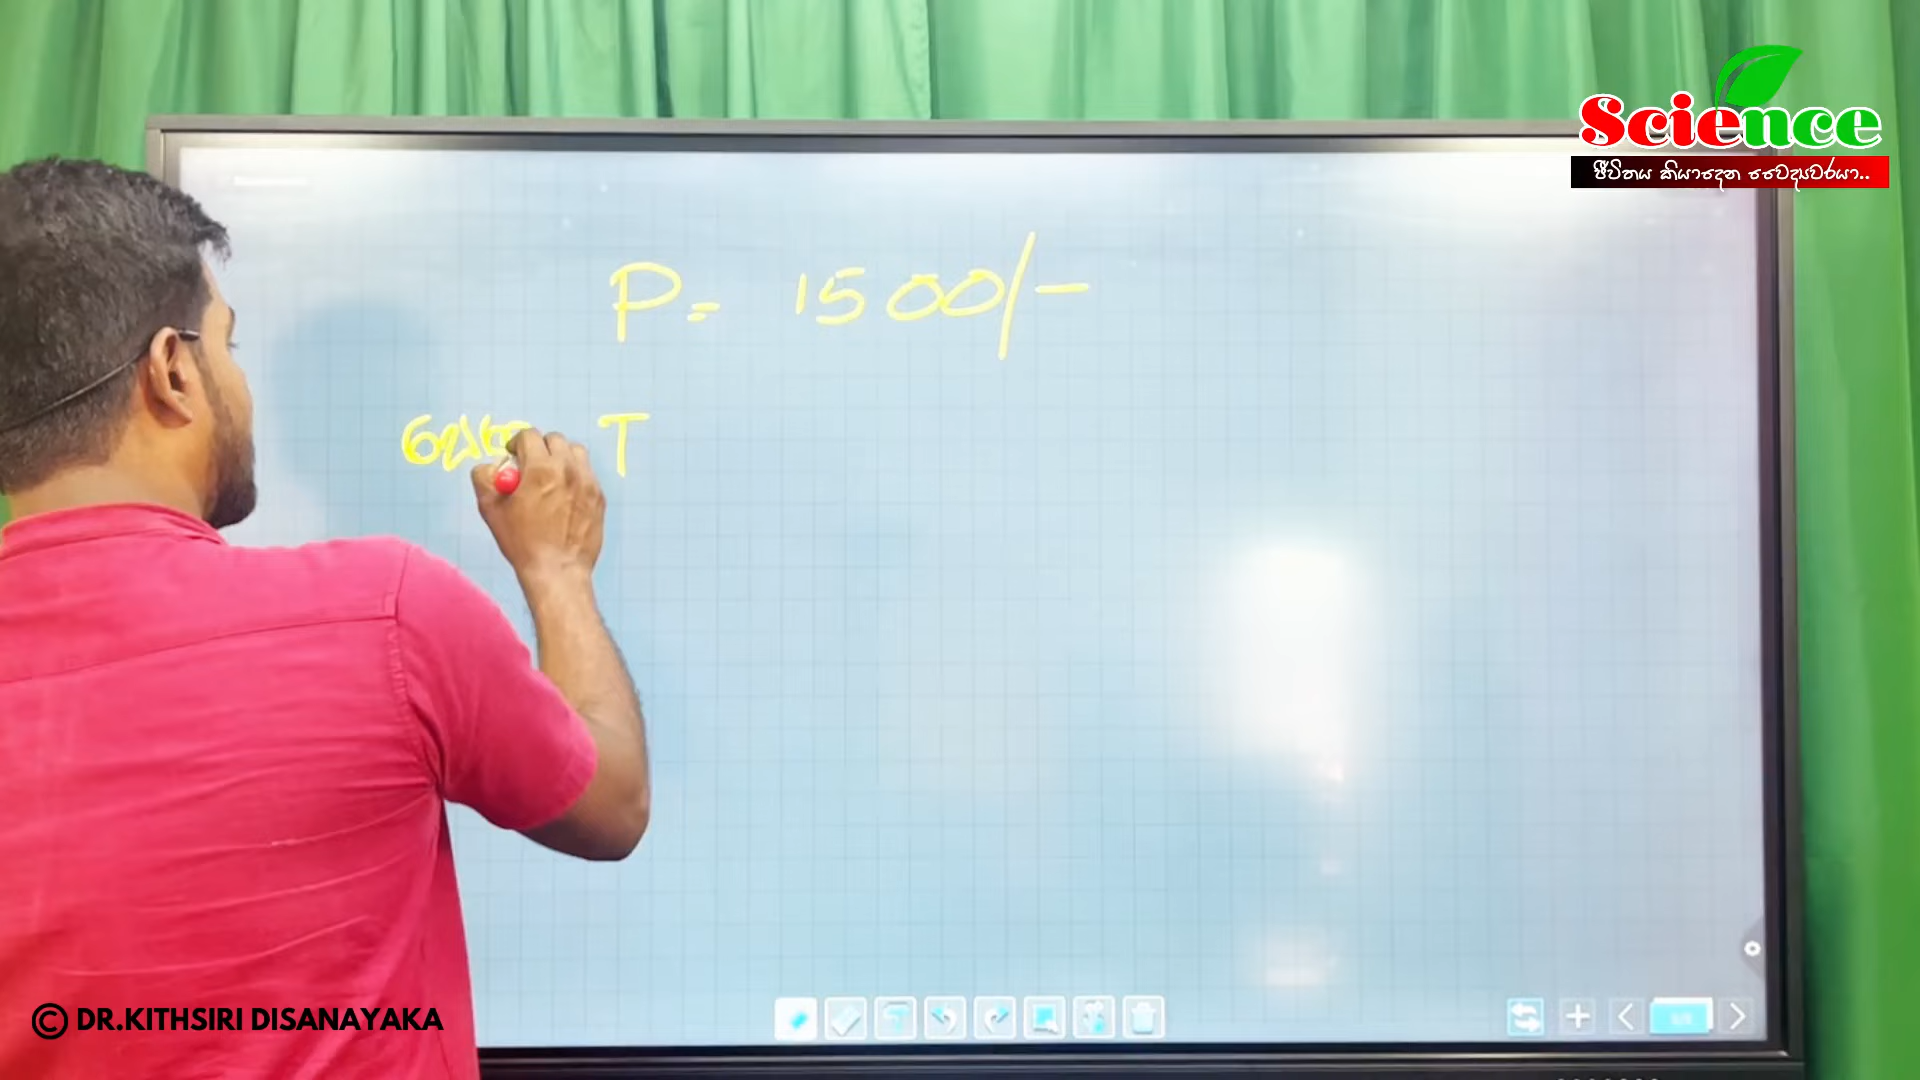 Science
ජීවිතය කියාදෙන වෛද්‍යවරයා..
P = 1500/-
T
© DR.KITHSIRI DISANAYAKA